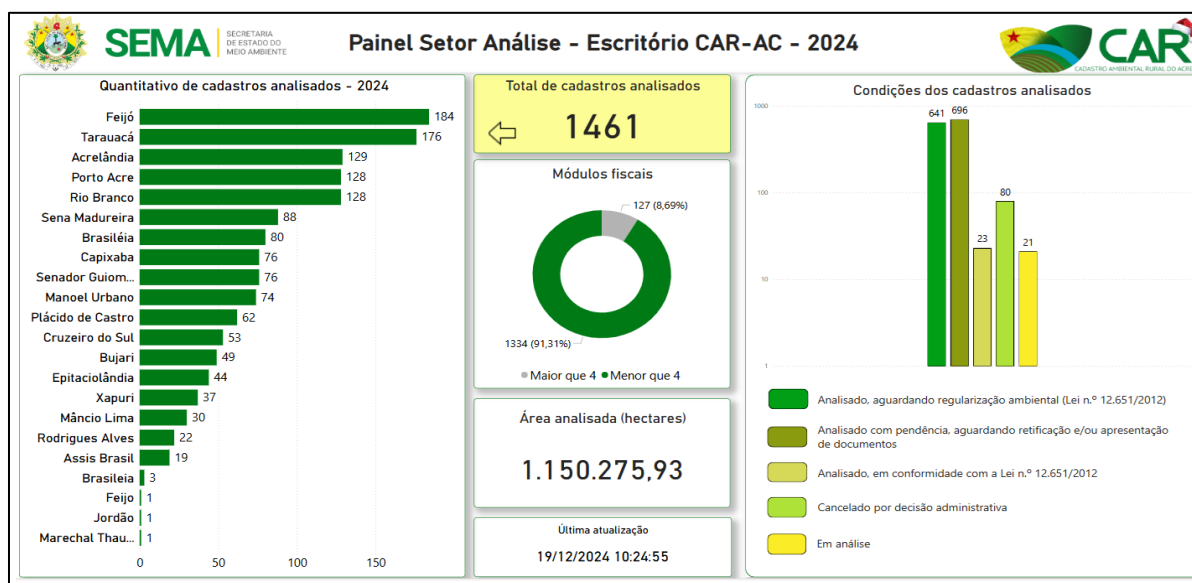 SEMA
SECRETARIA
DE ESTADO DO
MEIO AMBIENTE
Painel Setor Análise - Escritório CAR-AC - 2024
CAR
CADASTRO AMBIENTAL RURAL DO ACRE
Quantitativo de cadastros analisados - 2024
Feijó 184
Tarauacá 176
Acrelândia 129
Porto Acre 128
Rio Branco 128
Sena Madureira 88
Brasiléia 80
Capixaba 76
Senador Guiom... 76
Manoel Urbano 74
Plácido de Castro 62
Cruzeiro do Sul 53
Bujari 49
Epitaciolândia 44
Xapuri 37
Mâncio Lima 30
Rodrigues Alves 22
Assis Brasil 19
Brasileia 3
Feijo 1
Jordão 1
Marechal Thau... 1
0 50 100 150
Total de cadastros analisados
1461
Módulos fiscais
127 (8,69%)
1334 (91,31%)
Maior que 4 Menor que 4
Área analisada (hectares)
1.150.275,93
Última atualização
19/12/2024 10:24:55
Condições dos cadastros analisados
1000
100
10
1
641 696 23 80 21
Analisado, aguardando regularização ambiental (Lei n.º 12.651/2012)
Analisado com pendência, aguardando retificação e/ou apresentação
de documentos
Analisado, em conformidade com a Lei n.º 12.651/2012
Cancelado por decisão administrativa
Em análise